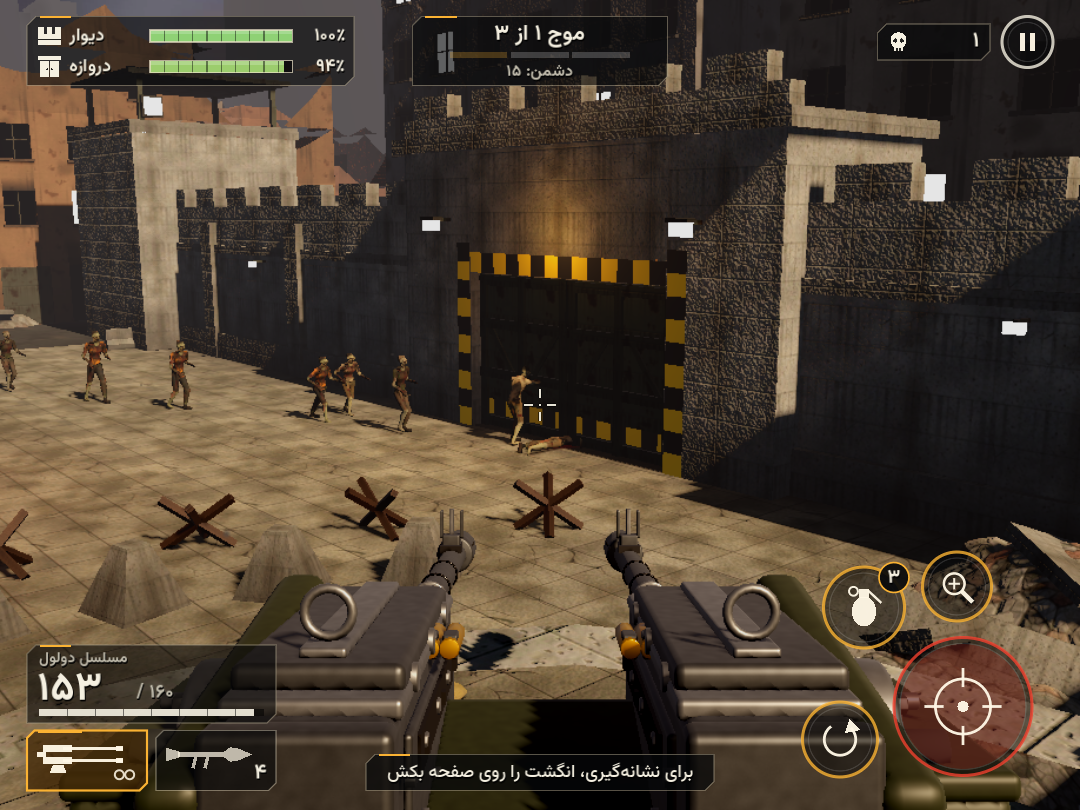 دیوار ۱۰۰٪
دروازه ۹۴٪
موج ۱ از ۳
دشمن: ۱۵
۱
۳
مسلسل دولول
۱۵۳ / ۱۶۰
∞
۴
برای نشانه‌گیری، انگشت را روی صفحه بکش